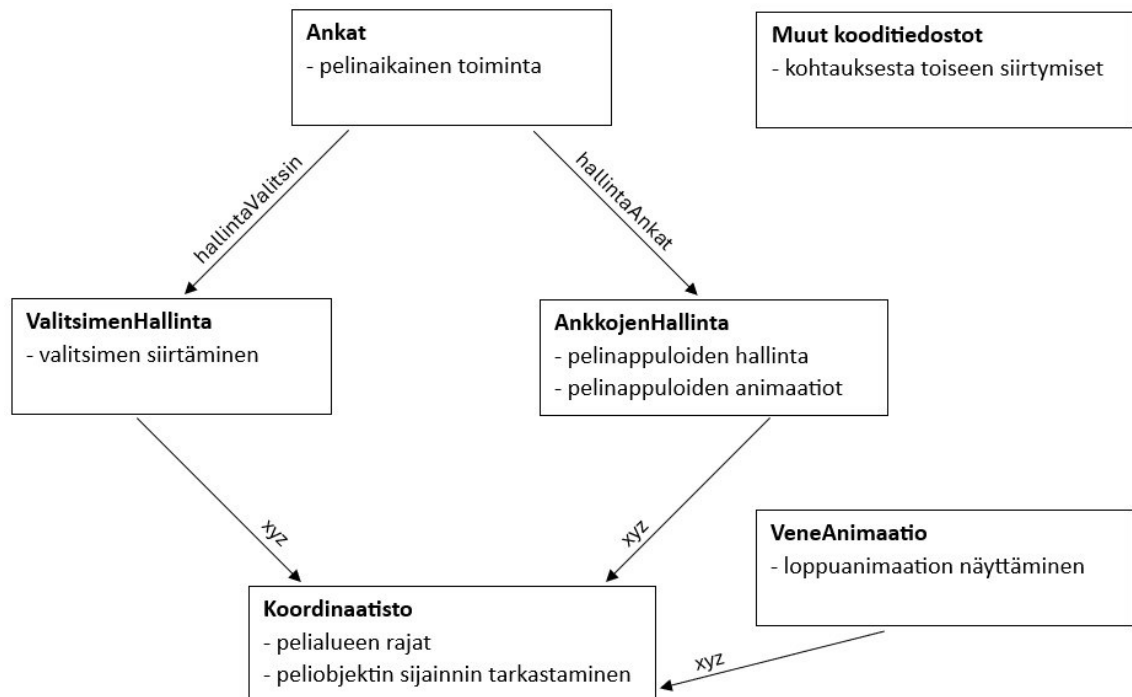 Ankat
- pelinaikainen toiminta
Muut kooditiedostot
- kohtauksesta toiseen siirtymiset
hallintaValitsin
hallintaAnkat
ValitsimenHallinta
- valitsimen siirtäminen
AnkkojenHallinta
- pelinappuloiden hallinta
- pelinappuloiden animaatiot
xyz
xyz
VeneAnimaatio
- loppuanimaation näyttäminen
Koordinaatisto
- pelialueen rajat
- peliobjektin sijainnin tarkastaminen
xyz